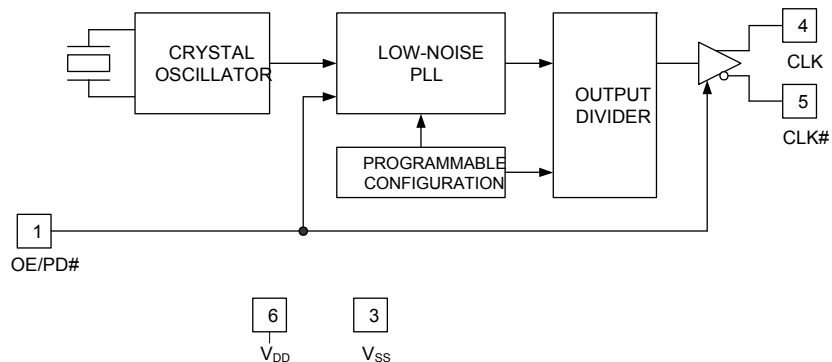 CRYSTAL
OSCILLATOR
LOW-NOISE
PLL
OUTPUT
DIVIDER
PROGRAMMABLE
CONFIGURATION
4
CLK
5
CLK#
1
OE/PD#
6
VDD
3
VSS